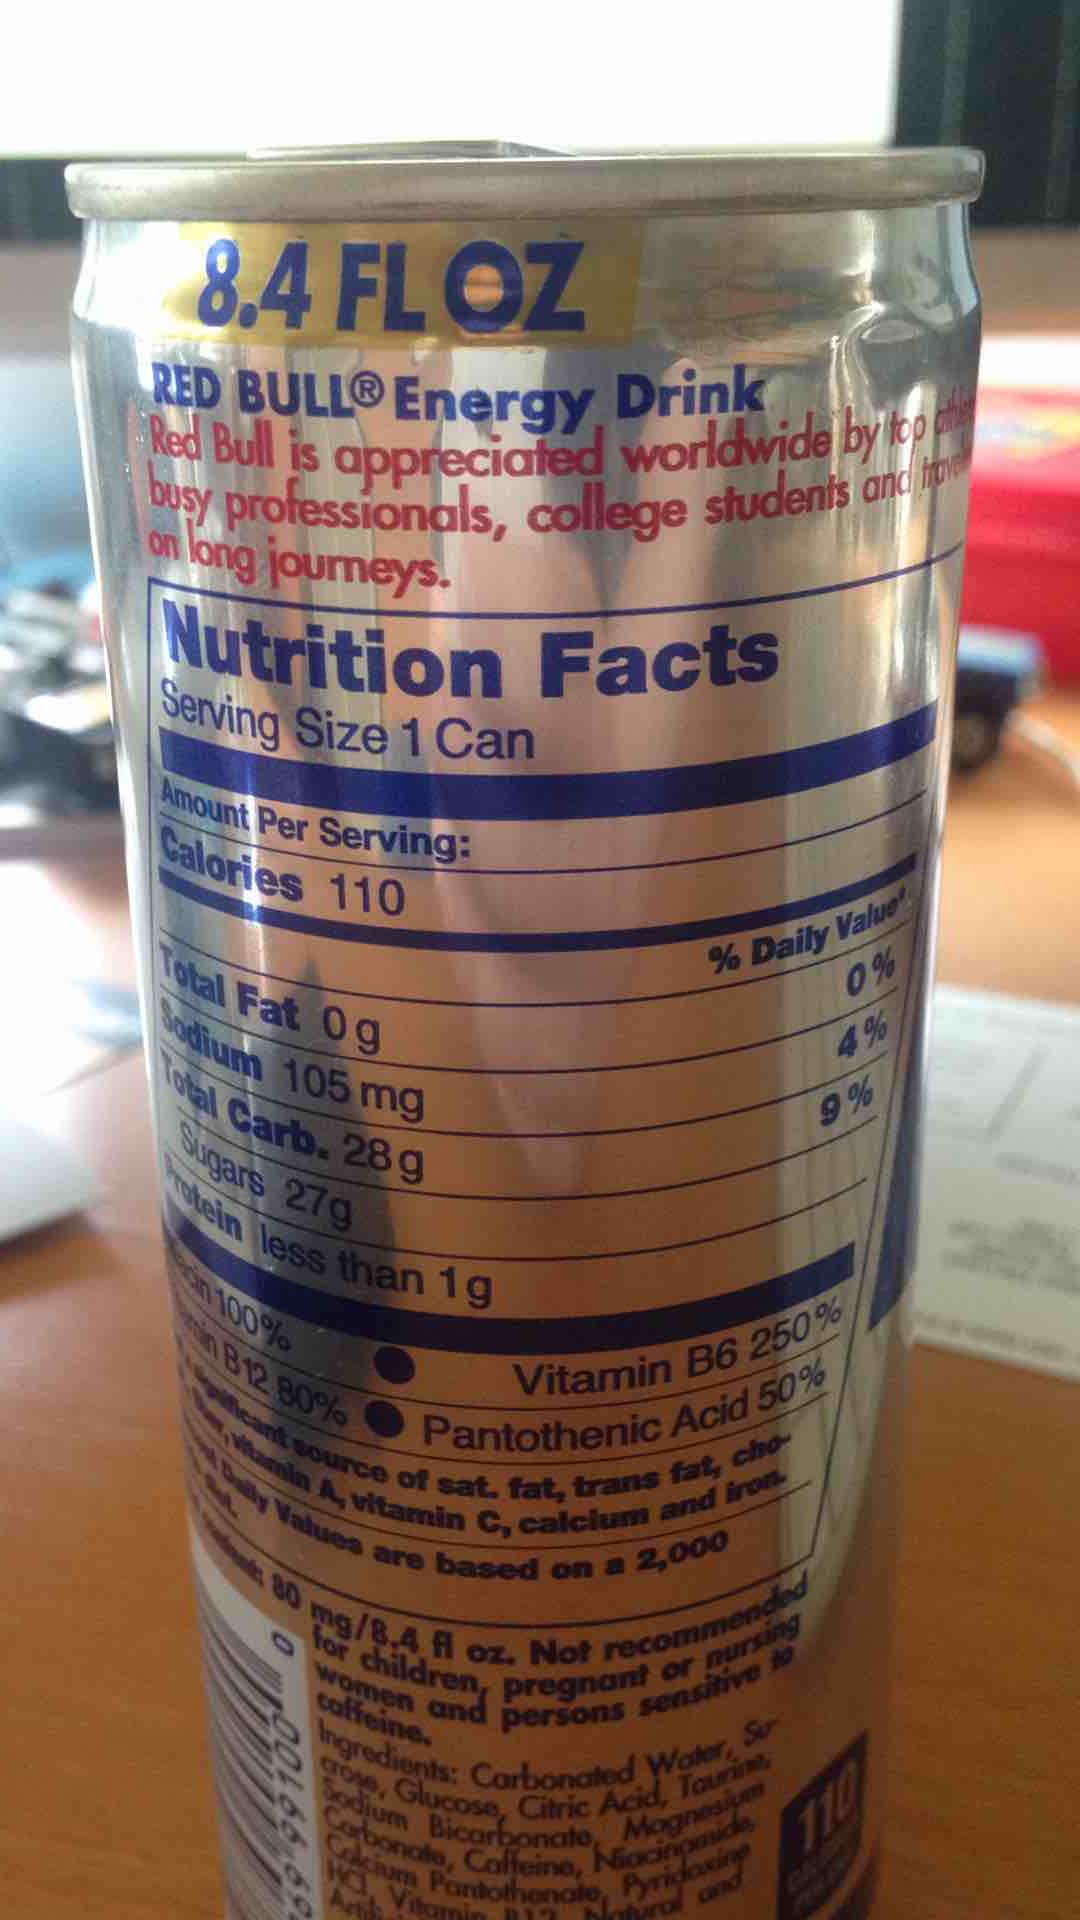 8.4 FL OZ
RED BULL® Energy Drink
Red Bull is appreciated worldwide by top
busy professionals, college students and
on long journeys.
Nutrition Facts
Serving Size 1 Can
Amount Per Serving:
Calories 110
% Daily Value*
Total Fat 0g 0%
Sodium 105mg 4%
Total Carb. 28g 9%
Sugars 27g
Protein less than 1g
100% ● Vitamin B6 250%
B12 80% ● Pantothenic Acid 50%
significant source of sat. fat, trans fat, cho-
vitamin A, vitamin C, calcium and iron.
Daily Values are based on a 2,000
80 mg/8.4 fl oz. Not recommended
for children, pregnant or nursing
women and persons sensitive to
caffeine.
Ingredients: Carbonated Water, Su-
crose, Glucose, Citric Acid, Taurine,
Sodium Bicarbonate, Magnesium
Carbonate, Caffeine, Niacinamide,
Calcium Pantothenate, Pyridoxine
HCl, Vitamin B12, Natural and
110